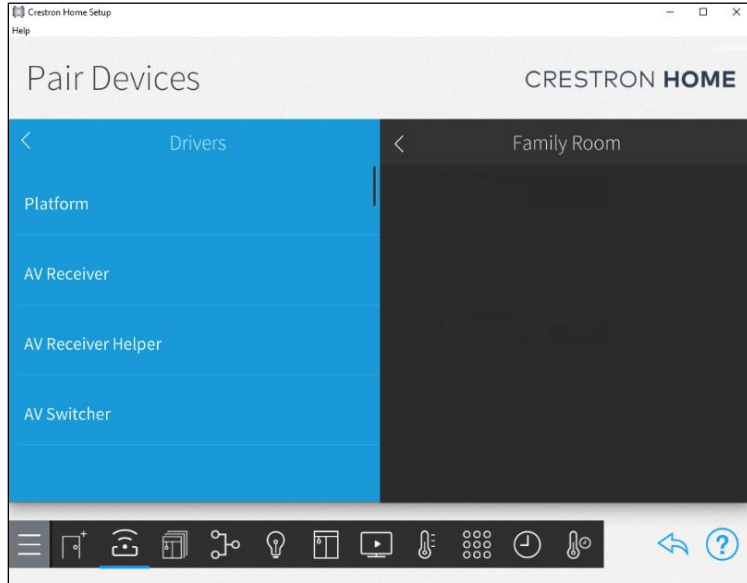 Crestron Home Setup
Help
Pair Devices
CRESTRON HOME
Drivers
Family Room
Platform
AV Receiver
AV Receiver Helper
AV Switcher
?